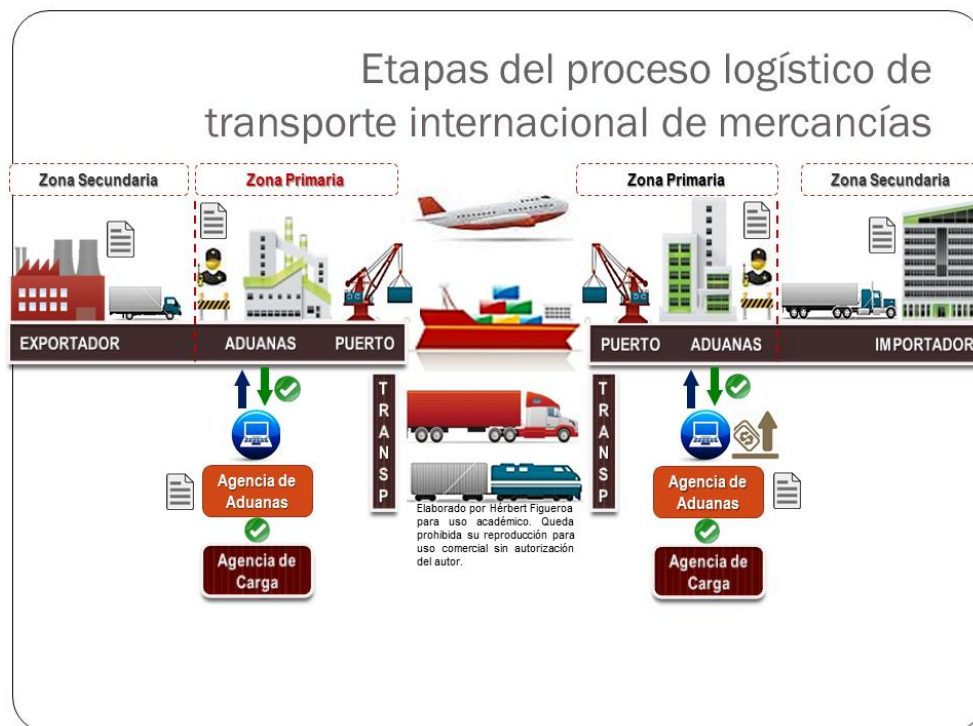 Etapas del proceso logístico de
transporte internacional de mercancías
Zona Secundaria
Zona Primaria
Zona Primaria
Zona Secundaria
EXPORTADOR
ADUANAS
PUERTO
PUERTO
ADUANAS
IMPORTADOR
TRANSP
TRANSP
Agencia de
Aduanas
Agencia de
Carga
Elaborado por Hérbert Figueroa
para uso académico. Queda
prohibida su reproducción para
uso comercial sin autorización
del autor.
Agencia de
Aduanas
Agencia de
Carga